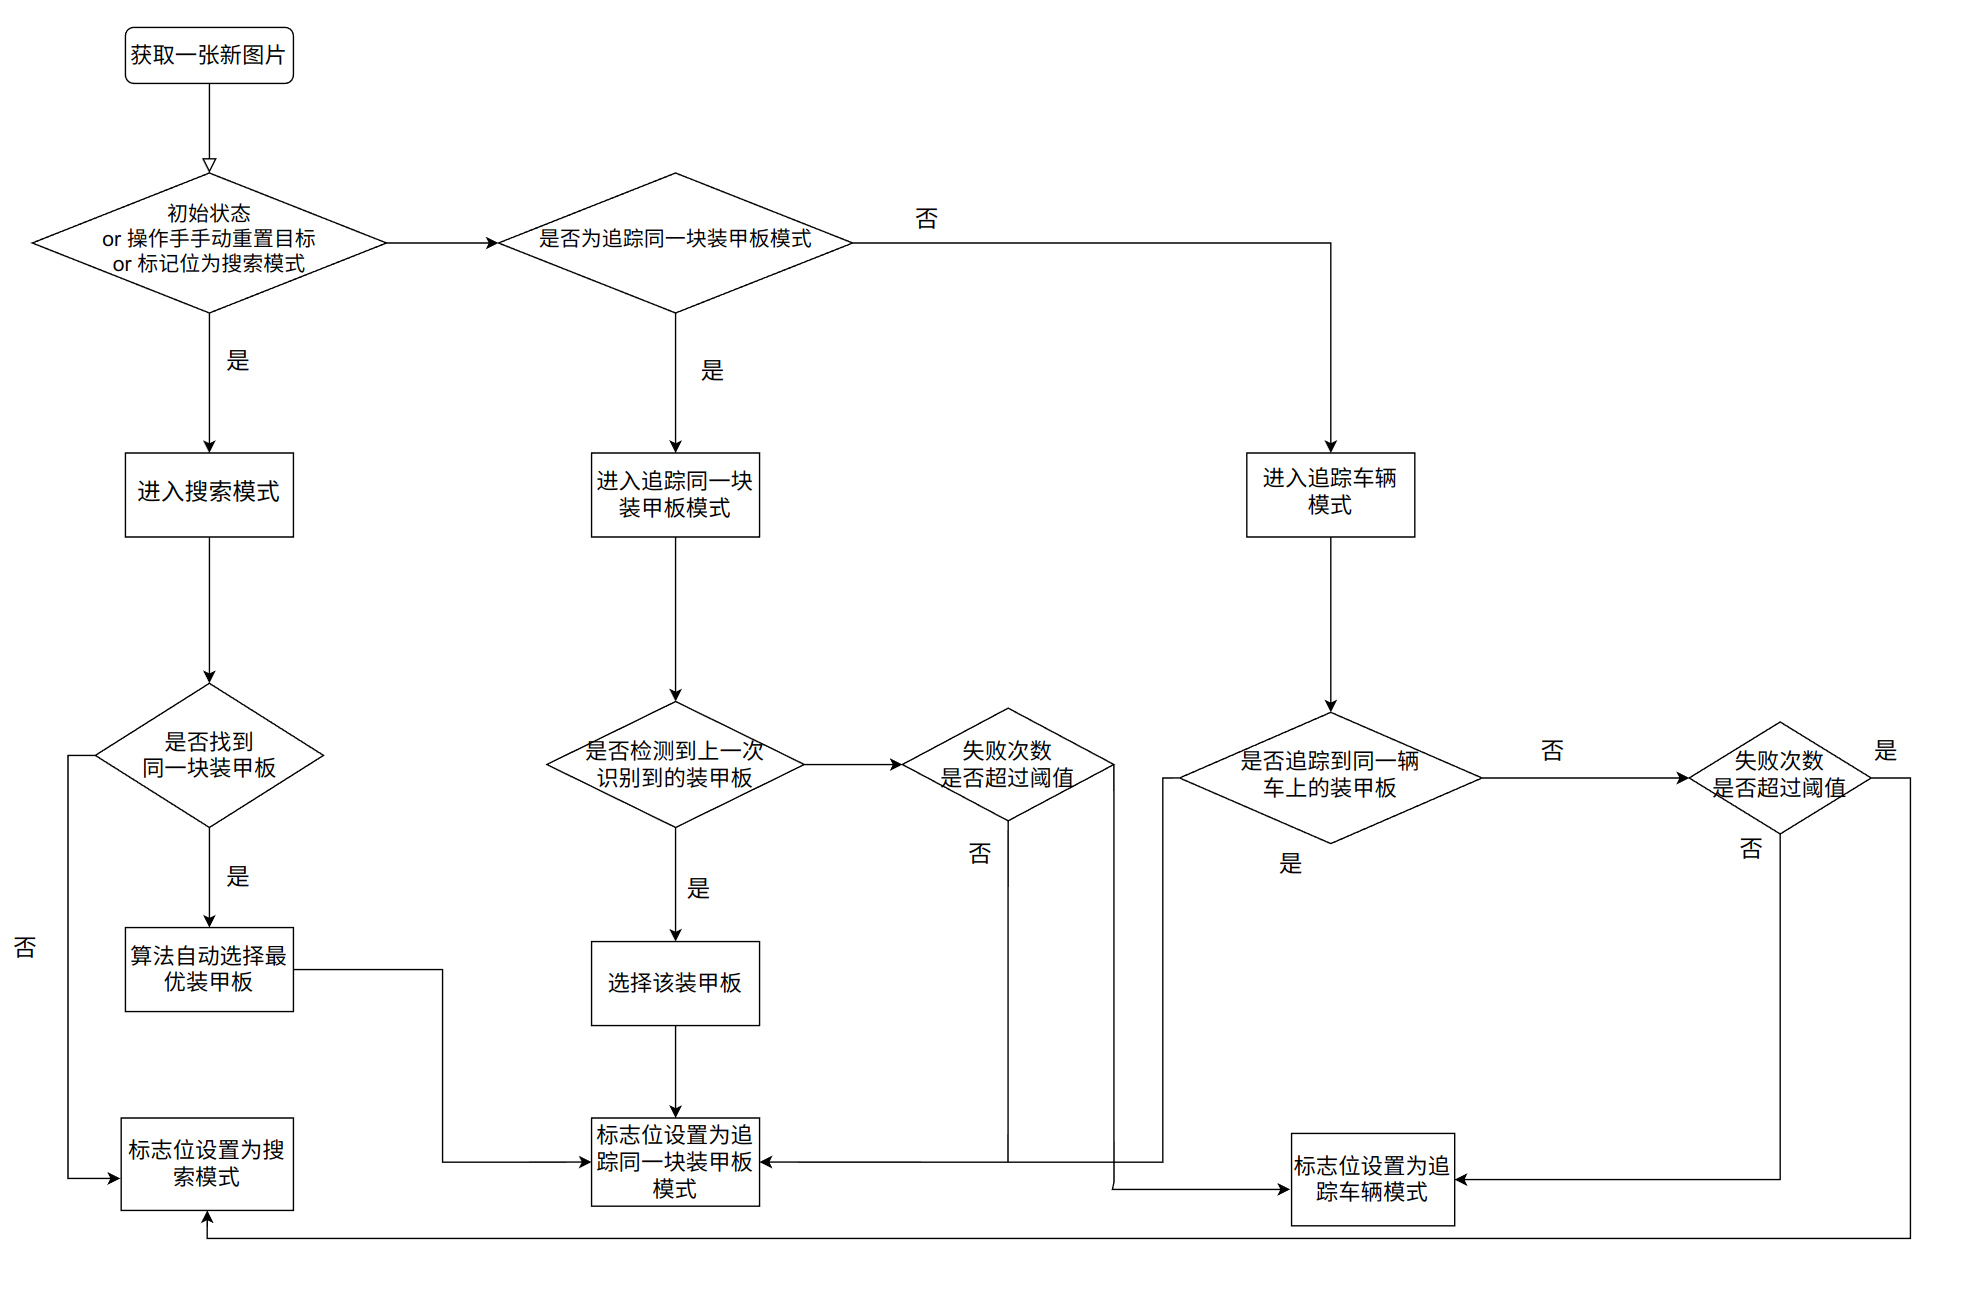 获取一张新图片
初始状态
or 操作手手动重置目标
or 标记位为搜索模式
是否为追踪同一块装甲板模式
否
是
是
进入搜索模式
进入追踪同一块
装甲板模式
进入追踪车辆
模式
是否找到
同一块装甲板
是否检测到上一次
识别到的装甲板
失败次数
是否超过阈值
是否追踪到同一辆
车上的装甲板
否
失败次数
是否超过阈值
是
否
是
否
是
是
否
算法自动选择最
优装甲板
选择该装甲板
标志位设置为搜
索模式
标志位设置为追
踪同一块装甲板
模式
标志位设置为追
踪车辆模式